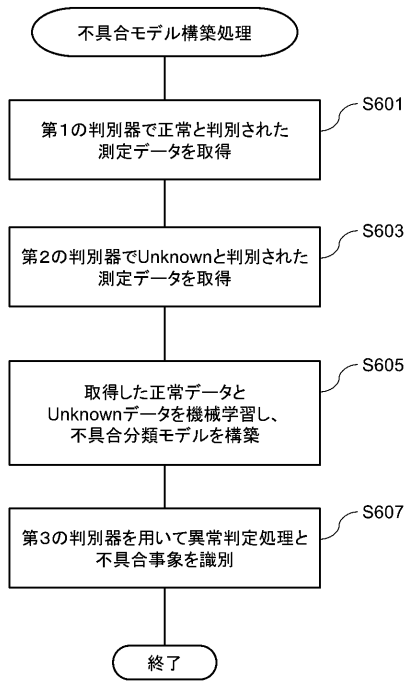 不具合モデル構築処理
S601
第1の判別器で正常と判別された
測定データを取得
S603
第2の判別器でUnknownと判別された
測定データを取得
S605
取得した正常データと
Unknownデータを機械学習し、
不具合分類モデルを構築
S607
第3の判別器を用いて異常判定処理と
不具合事象を識別
終了